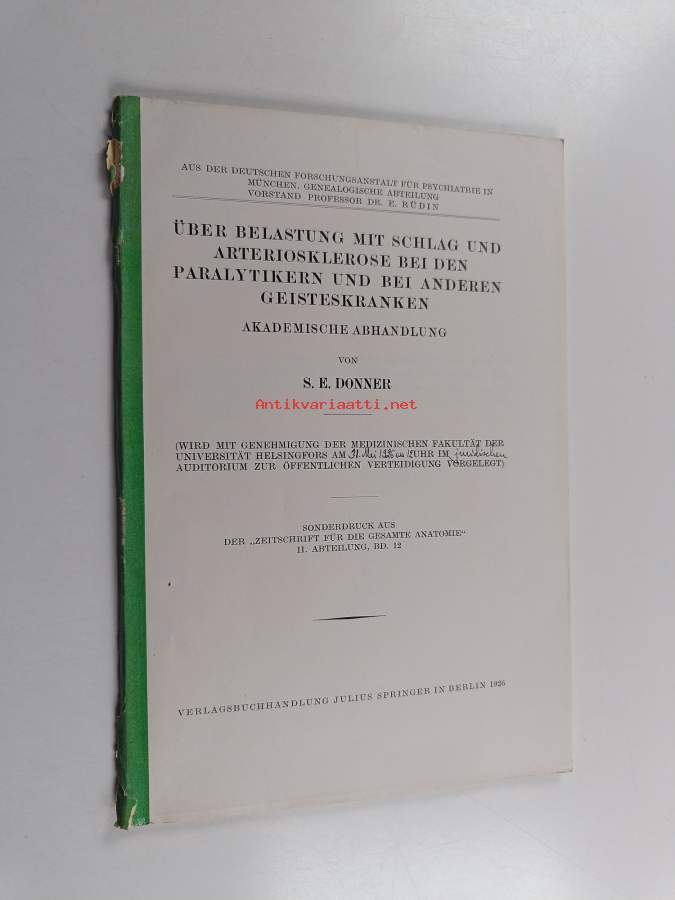 AUS DER DEUTSCHEN FORSCHUNGSANSTALT FÜR PSYCHIATRIE IN
MÜNCHEN. GENEALOGISCHE ABTEILUNG
VORSTAND PROFESSOR DR. E. RÜDIN
ÜBER BELASTUNG MIT SCHLAG UND
ARTERIOSKLEROSE BEI DEN
PARALYTIKERN UND BEI ANDEREN
GEISTESKRANKEN
AKADEMISCHE ABHANDLUNG
VON
S. E. DONNER
Antikvariaatti.net
(WIRD MIT GENEHMIGUNG DER MEDIZINISCHEN FAKULTÄT DER
UNIVERSITÄT HELSINGFORS AM 31. Mai UHR IM juridischen
AUDITORIUM ZUR ÖFFENTLICHEN VERTEIDIGUNG VORGELEGT)
SONDERDRUCK AUS
DER „ZEITSCHRIFT FÜR DIE GESAMTE ANATOMIE“
II. ABTEILUNG, BD. 12
VERLAGSBUCHHANDLUNG JULIUS SPRINGER IN BERLIN 1926